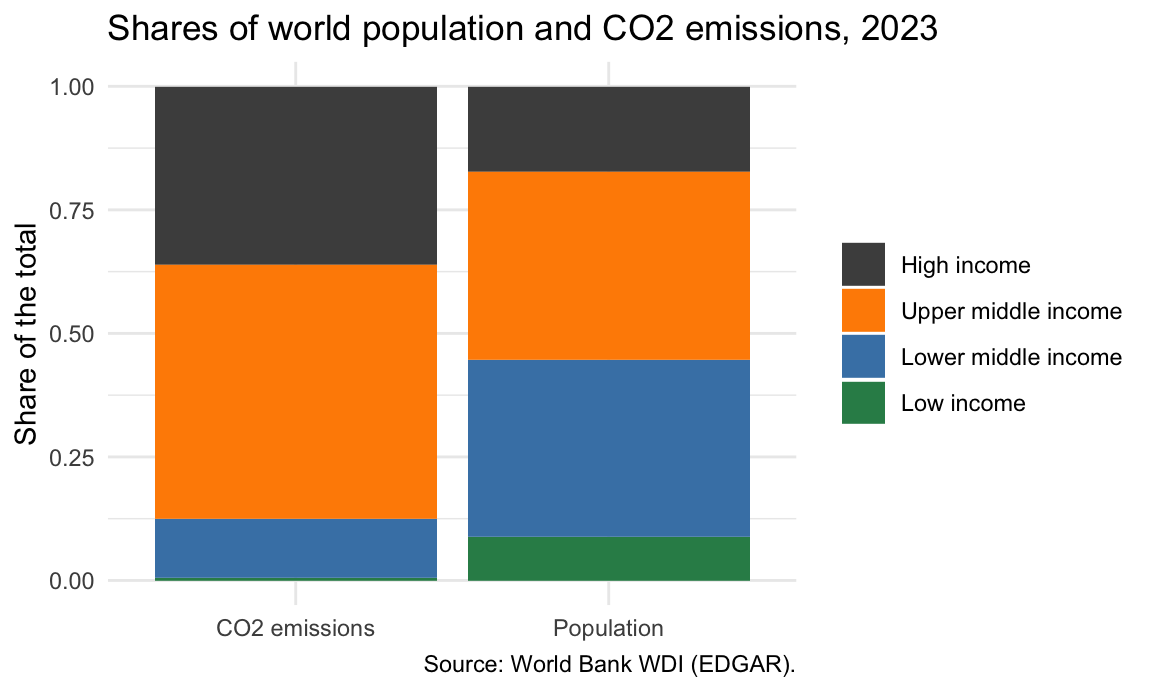 Shares of world population and CO2 emissions, 2023
Share of the total
1.00
0.75
0.50
0.25
0.00
CO2 emissions
Population
High income
Upper middle income
Lower middle income
Low income
Source: World Bank WDI (EDGAR).